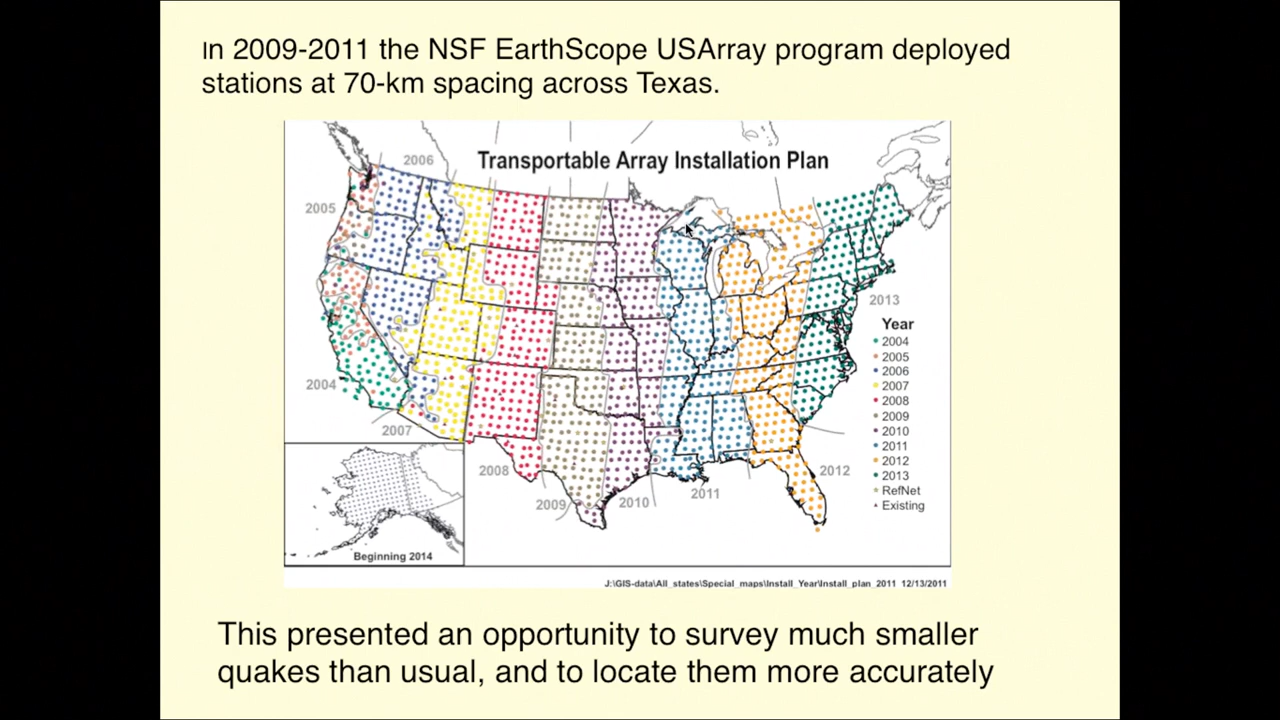 In 2009-2011 the NSF EarthScope USArray program deployed
stations at 70-km spacing across Texas.
Transportable Array Installation Plan
2006
2005
2004
2007
2008
2009
2010
2011
2012
2013
Year
2004
2005
2006
2007
2008
2009
2010
2011
2012
2013
RefNet
Existing
Beginning 2014
J:\GIS-data\All_states\Special_maps\Install_Year\Install_plan_2011 12/13/2011
This presented an opportunity to survey much smaller
quakes than usual, and to locate them more accurately